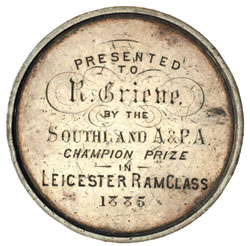 PRESENTED
TO
R. Grieve.
BY THE
SOUTHLAND A & P. A.
CHAMPION PRIZE
IN
LEICESTER RAM CLASS
1885